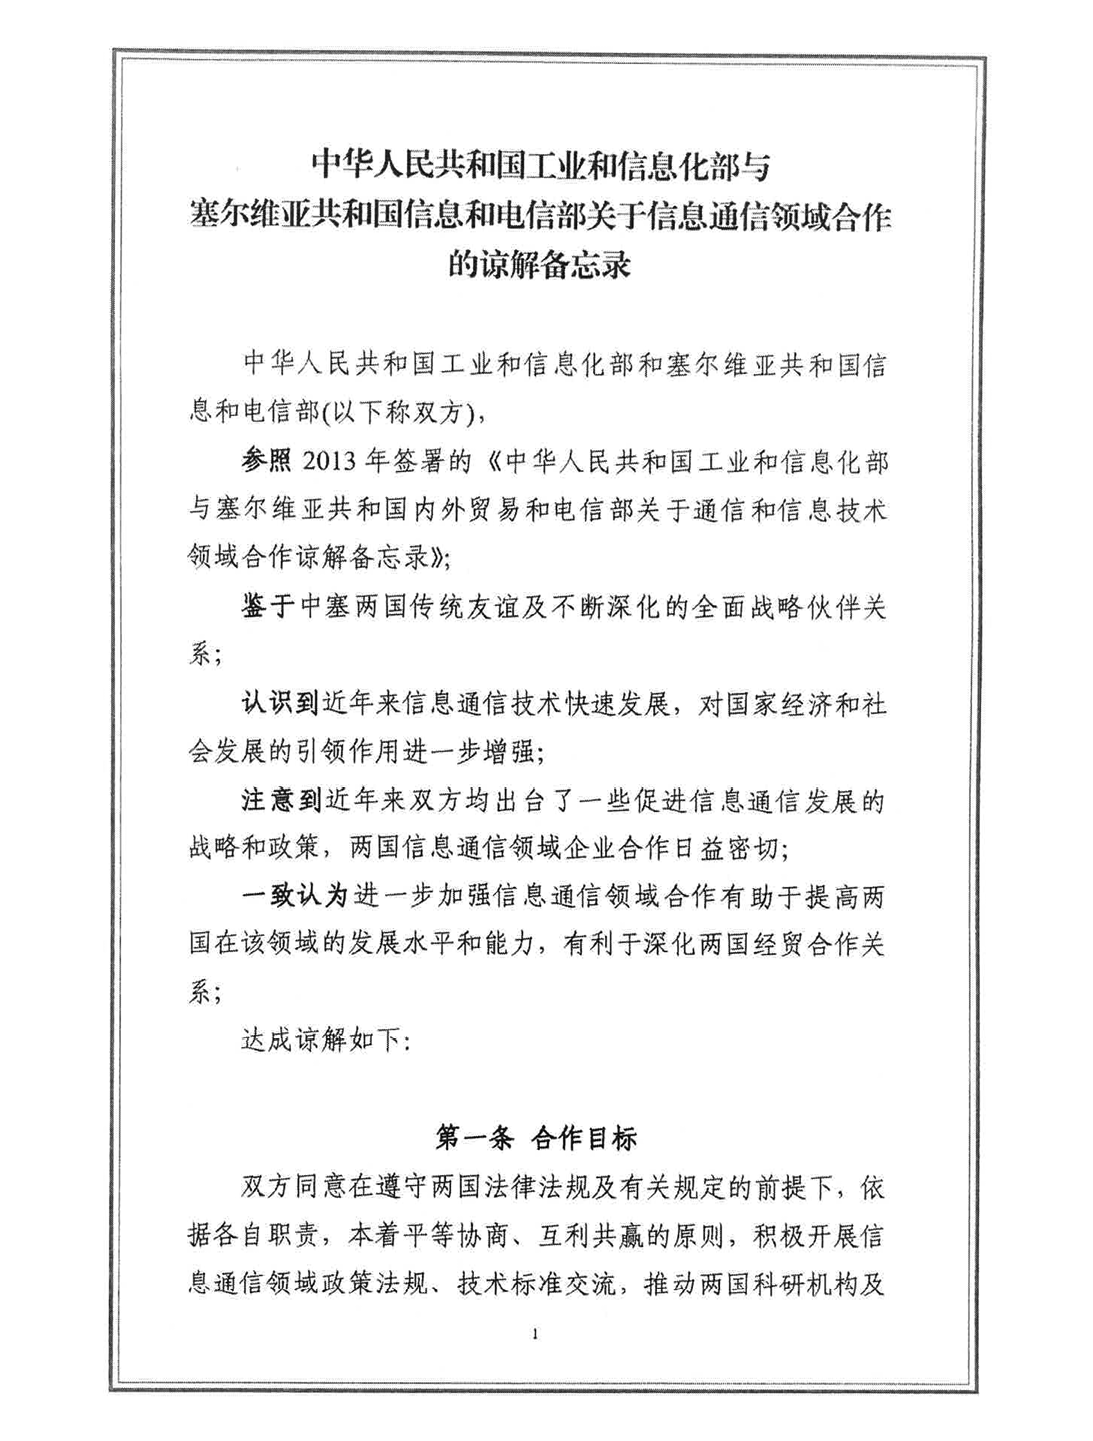 中华人民共和国工业和信息化部与
塞尔维亚共和国信息和电信部关于信息通信领域合作
的谅解备忘录
中华人民共和国工业和信息化部和塞尔维亚共和国信
息和电信部(以下称双方)，
参照 2013 年签署的《中华人民共和国工业和信息化部
与塞尔维亚共和国内外贸易和电信部关于通信和信息技术
领域合作谅解备忘录》；
鉴于中塞两国传统友谊及不断深化的全面战略伙伴关
系；
认识到近年来信息通信技术快速发展，对国家经济和社
会发展的引领作用进一步增强；
注意到近年来双方均出台了一些促进信息通信发展的
战略和政策，两国信息通信领域企业合作日益密切；
一致认为进一步加强信息通信领域合作有助于提高两
国在该领域的发展水平和能力，有利于深化两国经贸合作关
系；
达成谅解如下：
第一条 合作目标
双方同意在遵守两国法律法规及有关规定的前提下，依
据各自职责，本着平等协商、互利共赢的原则，积极开展信
息通信领域政策法规、技术标准交流，推动两国科研机构及
1